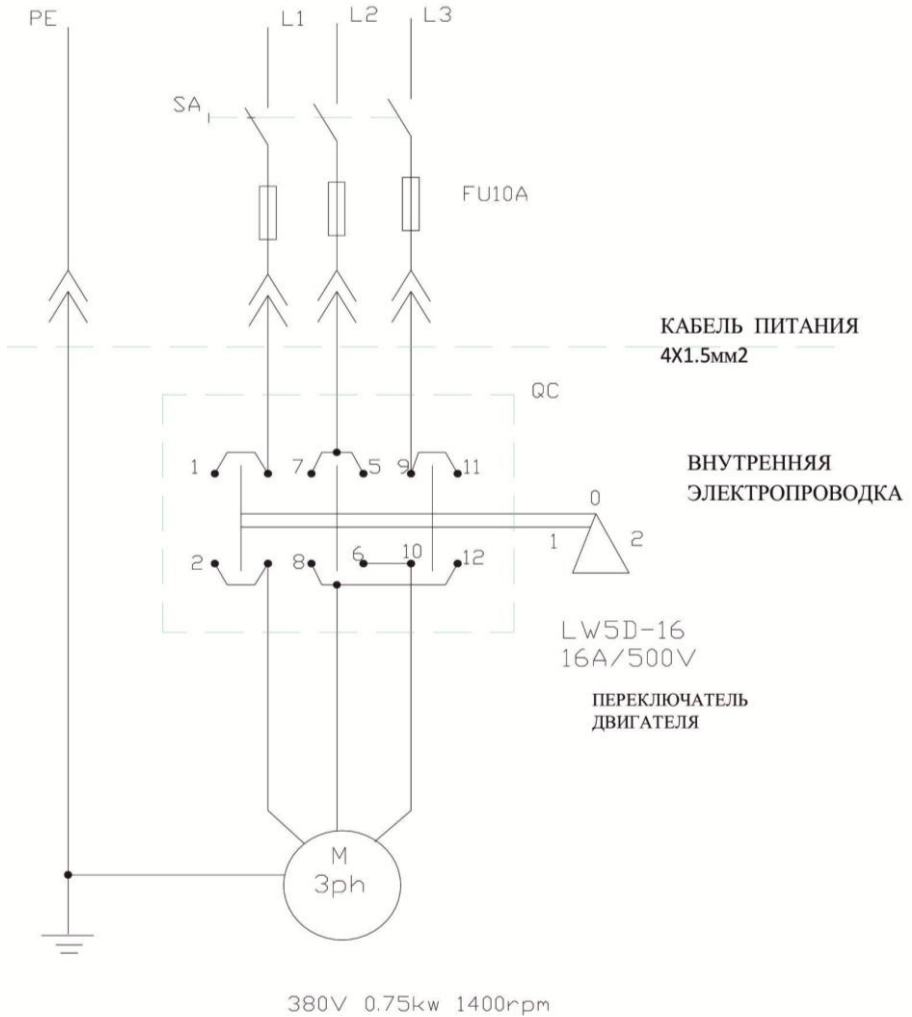 PE
L1
L2
L3
SA
FU10A
КАБЕЛЬ ПИТАНИЯ
4X1.5мм2
QC
1
7
5
9
11
ВНУТРЕННЯЯ
ЭЛЕКТРОПРОВОДКА
0
1
2
2
8
6
10
12
LW5D-16
16A/500V
ПЕРЕКЛЮЧАТЕЛЬ
ДВИГАТЕЛЯ
M
3ph
380V 0.75kw 1400rpm